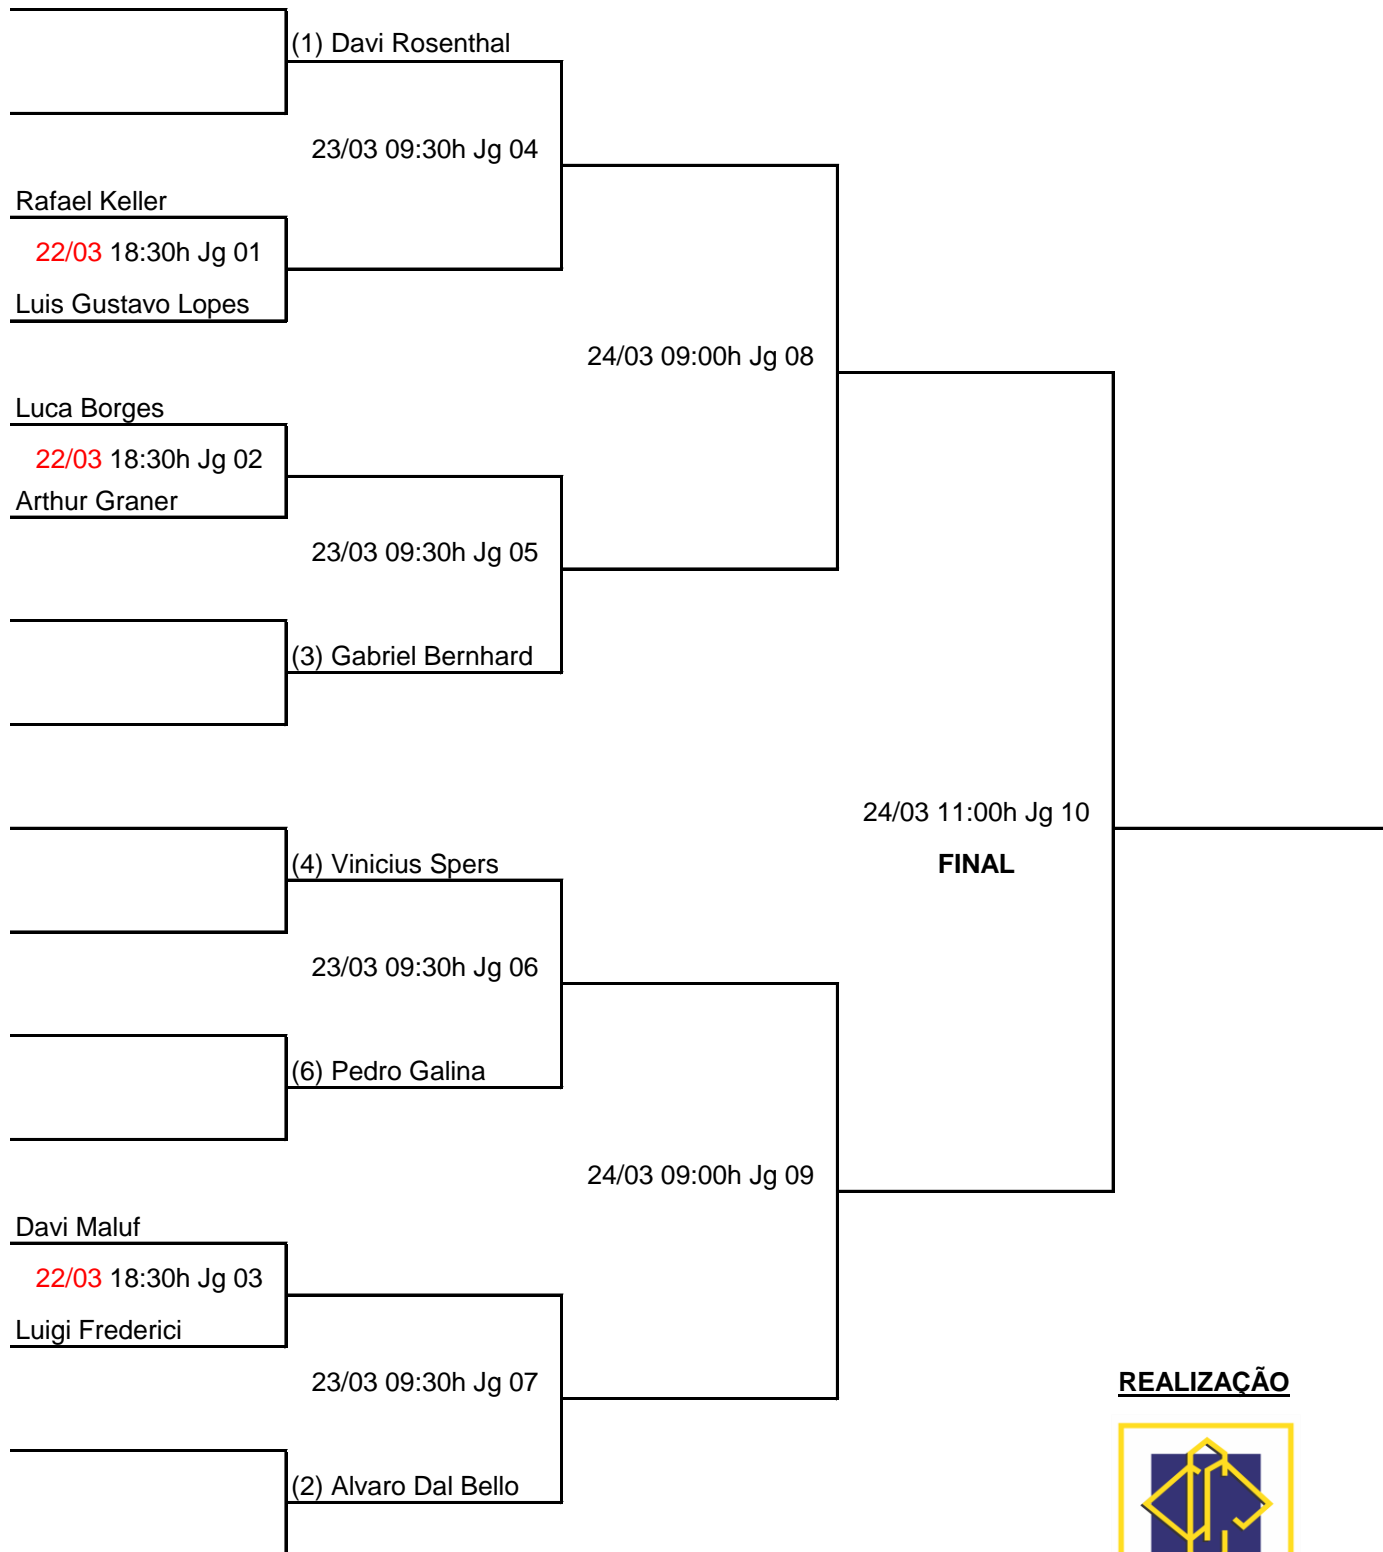 (1) Davi Rosenthal
23/03 09:30h Jg 04
Rafael Keller
22/03 18:30h Jg 01
Luis Gustavo Lopes
24/03 09:00h Jg 08
Luca Borges
22/03 18:30h Jg 02
Arthur Graner
23/03 09:30h Jg 05
(3) Gabriel Bernhard
24/03 11:00h Jg 10
FINAL
(4) Vinicius Spers
23/03 09:30h Jg 06
(6) Pedro Galina
24/03 09:00h Jg 09
Davi Maluf
22/03 18:30h Jg 03
Luigi Frederici
23/03 09:30h Jg 07
REALIZAÇÃO
(2) Alvaro Dal Bello